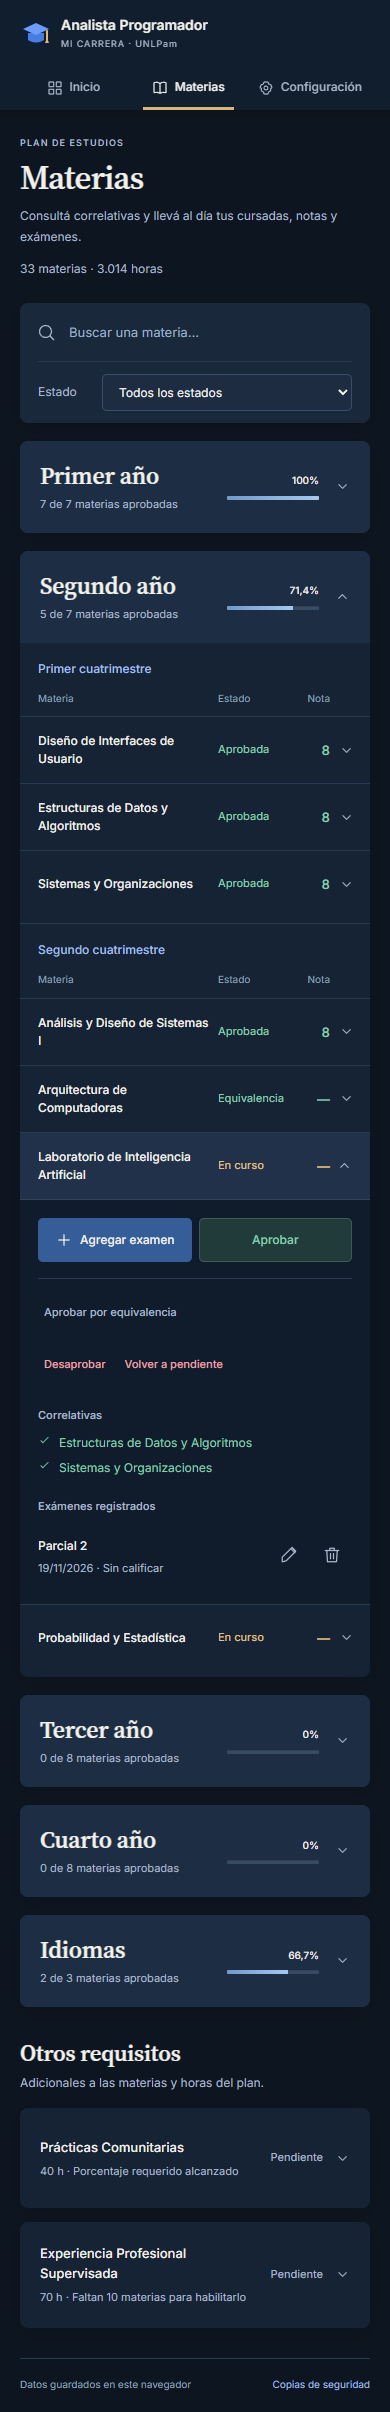 Analista Programador
MI CARRERA · UNLPam
Inicio
Materias
Configuración
PLAN DE ESTUDIOS
Materias
Consultá correlativas y llevá al día tus cursadas, notas y
exámenes.
33 materias · 3.014 horas
Buscar una materia...
Estado
Todos los estados
Primer año
7 de 7 materias aprobadas
100%
Segundo año
5 de 7 materias aprobadas
71,4%
Primer cuatrimestre
Materia Estado Nota
Diseño de Interfaces de
Usuario
Aprobada 8
Estructuras de Datos y
Algoritmos
Aprobada 8
Sistemas y Organizaciones Aprobada 8
Segundo cuatrimestre
Materia Estado Nota
Análisis y Diseño de Sistemas
I
Aprobada 8
Arquitectura de
Computadoras
Equivalencia —
Laboratorio de Inteligencia
Artificial
En curso —
Agregar examen
Aprobar
Aprobar por equivalencia
Desaprobar Volver a pendiente
Correlativas
Estructuras de Datos y Algoritmos
Sistemas y Organizaciones
Exámenes registrados
Parcial 2
19/11/2026 · Sin calificar
Probabilidad y Estadística En curso —
Tercer año
0 de 8 materias aprobadas
0%
Cuarto año
0 de 8 materias aprobadas
0%
Idiomas
2 de 3 materias aprobadas
66,7%
Otros requisitos
Adicionales a las materias y horas del plan.
Prácticas Comunitarias
40 h · Porcentaje requerido alcanzado
Pendiente
Experiencia Profesional
Supervisada
70 h · Faltan 10 materias para habilitarlo
Pendiente
Datos guardados en este navegador
Copias de seguridad